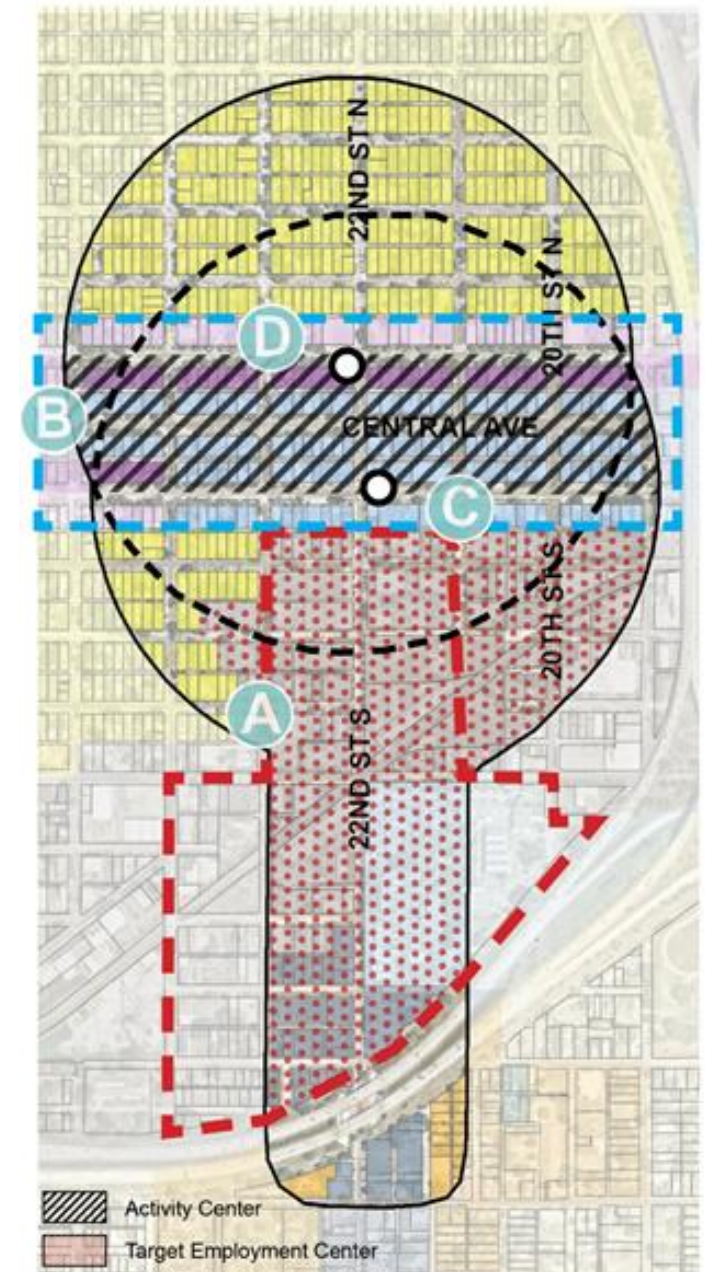 22ND ST N
20TH ST N
D
B
CENTRAL AVE
C
20TH ST S
A
22ND ST S
Activity Center
Target Employment Center